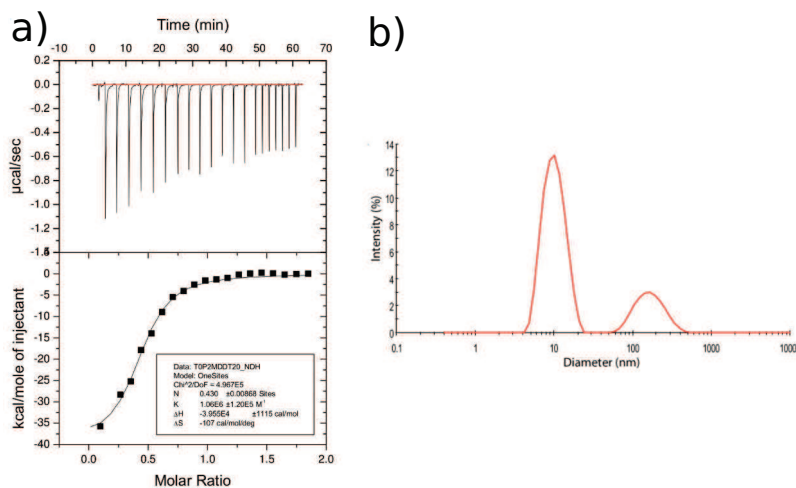 a)
Time (min)
-10 0 10 20 30 40 50 60 70
0.2
0.0
-0.2
-0.4
-0.6
-0.8
-1.0
-1.2
µcal/sec
0
-5
-10
-15
-20
-25
-30
-35
-40
kcal/mole of injectant
Data: T0P2MDDT20_NDH
Model: OneSites
Chi^2/DoF = 4.967E5
N 0.430 ±0.00868 Sites
K 1.06E6 ±1.20E5 M⁻¹
ΔH -3.955E4 ±1115 cal/mol
ΔS -107 cal/mol/deg
0.0 0.5 1.0 1.5 2.0
Molar Ratio
b)
14
12
10
8
6
4
2
0
Intensity (%)
0.1 1 10 100 1000
Diameter (nm)